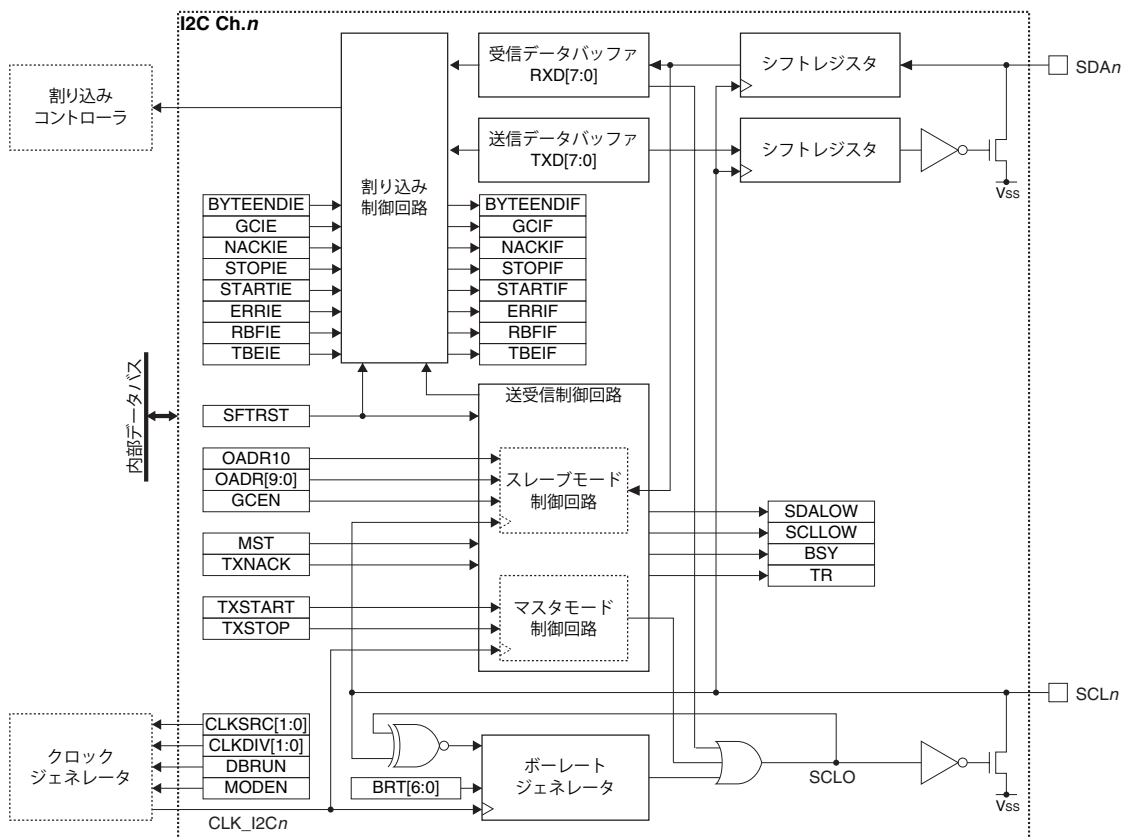 I2C Ch.n
割り込み
コントローラ
割り込み
制御回路
受信データバッファ
RXD[7:0]
シフトレジスタ
SDAn
送信データバッファ
TXD[7:0]
シフトレジスタ
VSS
BYTEENDIE
GCIE
NACKIE
STOPIE
STARTIE
ERRIE
RBFIE
TBEIE
BYTEENDIF
GCIF
NACKIF
STOPIF
STARTIF
ERRIF
RBFIF
TBEIF
内部データバス
SFTRST
送受信制御回路
OADR10
OADR[9:0]
GCEN
スレーブモード
制御回路
MST
TXNACK
SDALOW
SCLLOW
BSY
TR
TXSTART
TXSTOP
マスタモード
制御回路
SCLn
クロック
ジェネレータ
CLKSRC[1:0]
CLKDIV[1:0]
DBRUN
MODEN
BRT[6:0]
ボーレート
ジェネレータ
SCLO
VSS
CLK_I2Cn